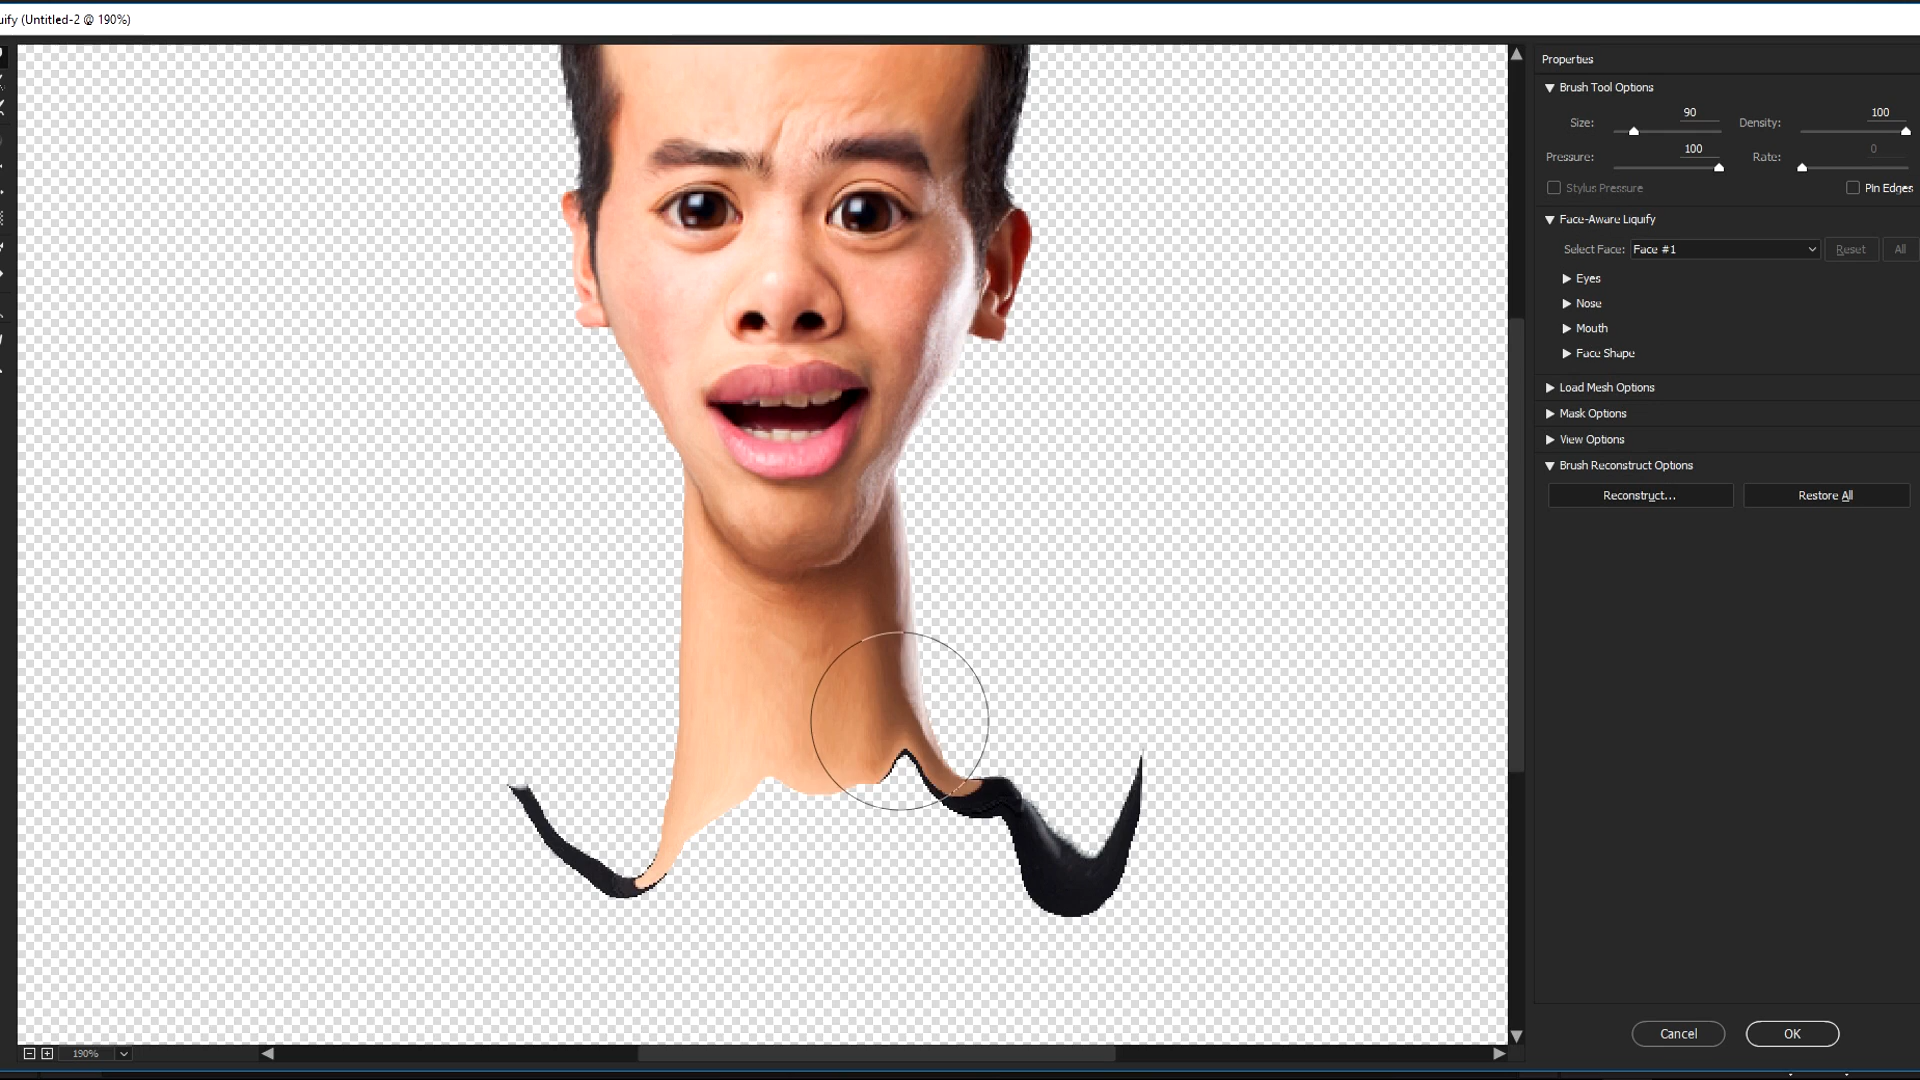 uify (Untitled-2 @ 190%)
Properties
Brush Tool Options
Size: 90 Density: 100
Pressure: 100 Rate: 0
Stylus Pressure Pin Edges
Face-Aware Liquify
Select Face: Face #1 Reset All
Eyes
Nose
Mouth
Face Shape
Load Mesh Options
Mask Options
View Options
Brush Reconstruct Options
Reconstruct... Restore All
Cancel OK
190%